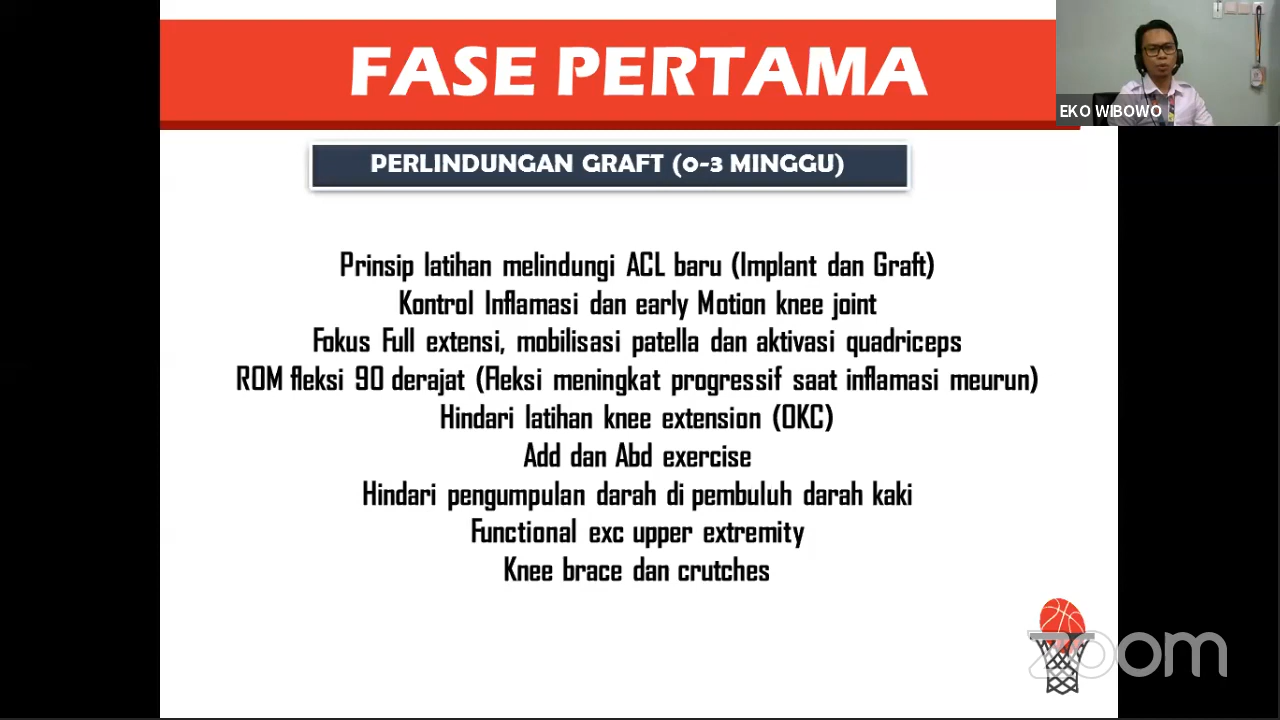 FASE PERTAMA
EKO WIBOWO
PERLINDUNGAN GRAFT (0-3 MINGGU)
Prinsip latihan melindungi ACL baru (Implant dan Graft)
Kontrol Inflamasi dan early Motion knee joint
Fokus Full extensi, mobilisasi patella dan aktivasi quadriceps
ROM fleksi 90 derajat (Fleksi meningkat progressif saat inflamasi meurun)
Hindari latihan knee extension (OKC)
Add dan Abd exercise
Hindari pengumpulan darah di pembuluh darah kaki
Functional exc upper extremity
Knee brace dan crutches
zoom